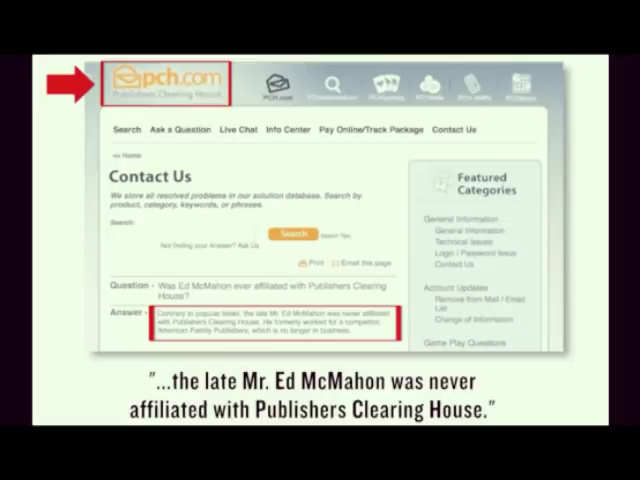 pch.com
Publishers Clearing House
PCH.com
Search Ask a Question Live Chat Info Center Pay Online/Track Package Contact Us
<< Home
Contact Us
We store all resolved problems in our solution database. Search by
product, category, keywords, or phrases.
Search:
Search Search Tips
Not finding your Answer? Ask Us
Print Email this page
Question - Was Ed McMahon ever affiliated with Publishers Clearing
House?
Answer - Contrary to popular belief, the late Mr. Ed McMahon was never affiliated
with Publishers Clearing House. He formerly worked for a competitor,
American Family Publishers, which is no longer in business.
Featured
Categories
General Information
General Information
Technical Issues
Login / Password Issue
Contact Us
Account Updates
Remove from Mail / Email
List
Change of Information
Game Play Questions
"...the late Mr. Ed McMahon was never
affiliated with Publishers Clearing House."